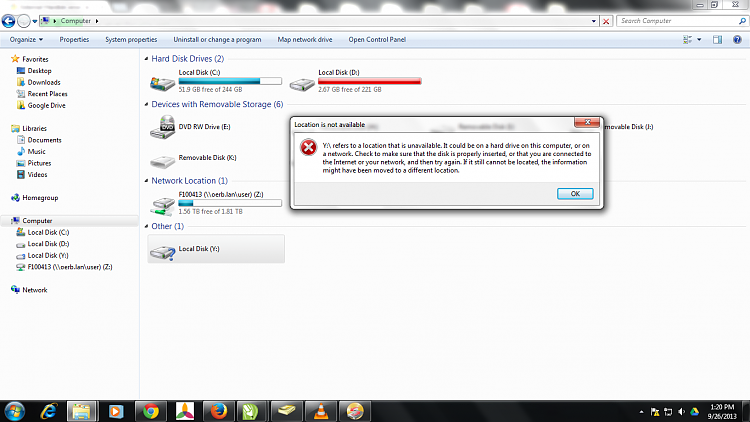 Computer
Search Computer
Organize
Properties
System properties
Uninstall or change a program
Map network drive
Open Control Panel
Favorites
Desktop
Downloads
Recent Places
Google Drive
Libraries
Documents
Music
Pictures
Videos
Homegroup
Computer
Local Disk (C:)
Local Disk (D:)
Local Disk (Y:)
F100413 (\\oerb.lan\user) (Z:)
Network
Hard Disk Drives (2)
Local Disk (C:)
51.9 GB free of 244 GB
Local Disk (D:)
2.67 GB free of 221 GB
Devices with Removable Storage (6)
DVD RW Drive (E:)
Removable Disk (J:)
Removable Disk (K:)
Network Location (1)
F100413 (\\oerb.lan\user) (Z:)
1.56 TB free of 1.81 TB
Other (1)
Local Disk (Y:)
Location is not available
Y:\ refers to a location that is unavailable. It could be on a hard drive on this computer, or on
a network. Check to make sure that the disk is properly inserted, or that you are connected to
the Internet or your network, and then try again. If it still cannot be located, the information
might have been moved to a different location.
OK
1:20 PM
9/26/2013